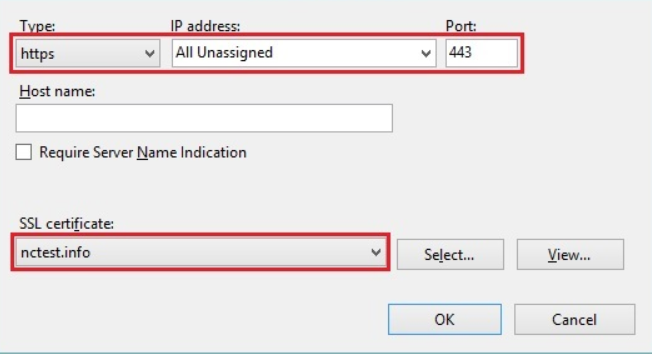 Type: IP address: Port:
https All Unassigned 443
Host name:
Require Server Name Indication
SSL certificate:
nctest.info Select... View...
OK Cancel